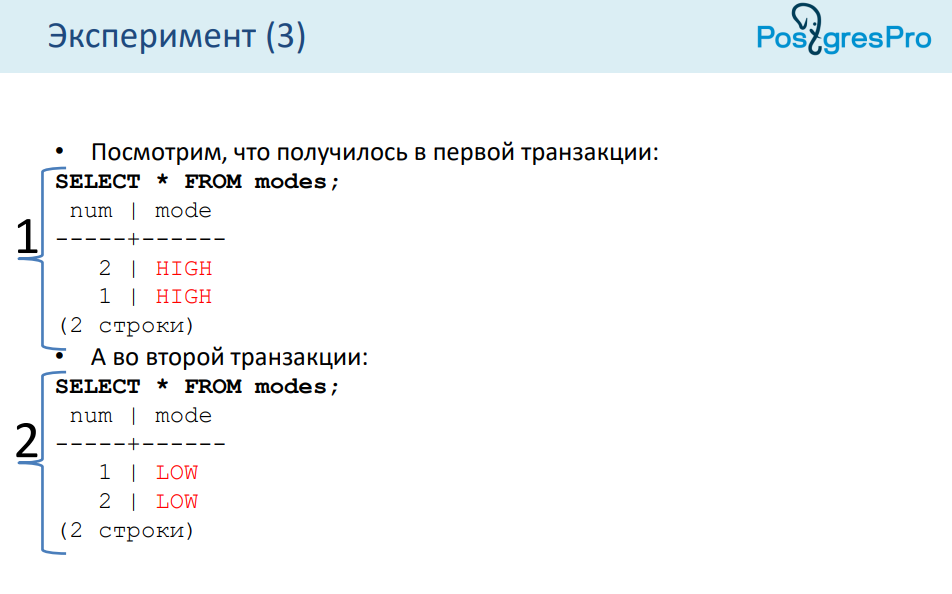 Эксперимент (3)
PostgresPro
• Посмотрим, что получилось в первой транзакции:
SELECT * FROM modes;
 num | mode
-----+------
   2 | HIGH
   1 | HIGH
(2 строки)
1
• А во второй транзакции:
SELECT * FROM modes;
 num | mode
-----+------
   1 | LOW
   2 | LOW
(2 строки)
2